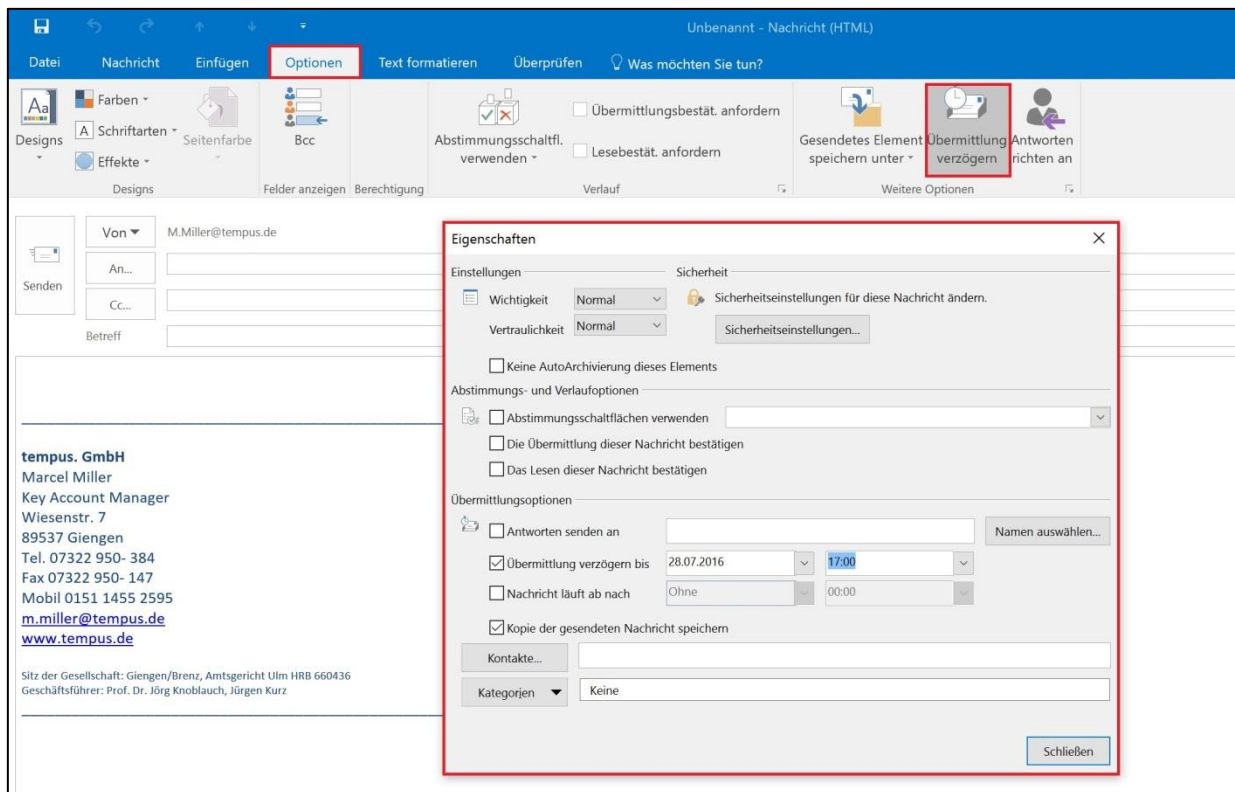 Unbenannt - Nachricht (HTML)
Datei Nachricht Einfügen Optionen Text formatieren Überprüfen Was möchten Sie tun?
Aa
Designs
Farben
A Schriftarten
Effekte
Seitenfarbe
Designs
Bcc
Felder anzeigen
Berechtigung
Abstimmungsschaltfl.
verwenden
Übermittlungsbestät. anfordern
Lesebestät. anfordern
Verlauf
Gesendetes Element
speichern unter
Übermittlung
verzögern
Antworten
richten an
Weitere Optionen
Senden
Von M.Miller@tempus.de
An...
Cc...
Betreff
tempus. GmbH
Marcel Miller
Key Account Manager
Wiesenstr. 7
89537 Giengen
Tel. 07322 950- 384
Fax 07322 950- 147
Mobil 0151 1455 2595
m.miller@tempus.de
www.tempus.de
Sitz der Gesellschaft: Giengen/Brenz, Amtsgericht Ulm HRB 660436
Geschäftsführer: Prof. Dr. Jörg Knoblauch, Jürgen Kurz
Eigenschaften
Einstellungen
Wichtigkeit Normal
Vertraulichkeit Normal
Keine AutoArchivierung dieses Elements
Sicherheit
Sicherheitseinstellungen für diese Nachricht ändern.
Sicherheitseinstellungen...
Abstimmungs- und Verlaufoptionen
Abstimmungsschaltflächen verwenden
Die Übermittlung dieser Nachricht bestätigen
Das Lesen dieser Nachricht bestätigen
Übermittlungsoptionen
Antworten senden an Namen auswählen...
Übermittlung verzögern bis 28.07.2016 17:00
Nachricht läuft ab nach Ohne 00:00
Kopie der gesendeten Nachricht speichern
Kontakte...
Kategorien Keine
Schließen